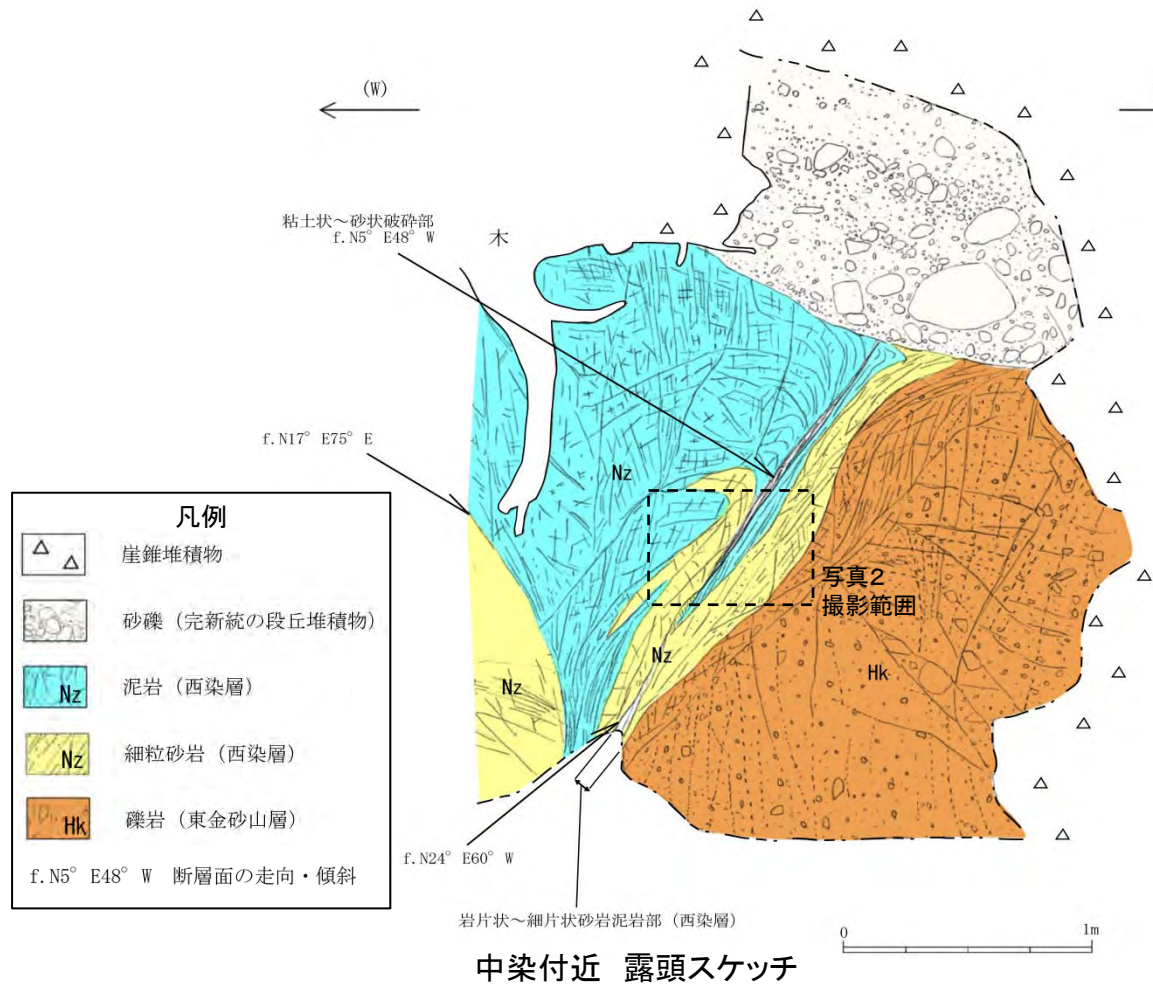 (W)
粘土状～砂状破砕部
f.N5° E48° W
木
f.N17° E75° E
Nz
写真2
撮影範囲
Nz
Nz
Hk
凡例
崖錐堆積物
砂礫（完新統の段丘堆積物）
Nz
泥岩（西染層）
Nz
細粒砂岩（西染層）
Hk
礫岩（東金砂山層）
f.N5° E48° W 断層面の走向・傾斜
f.N24° E60° W
岩片状～細片状砂岩泥岩部（西染層）
0
1m
中染付近 露頭スケッチ